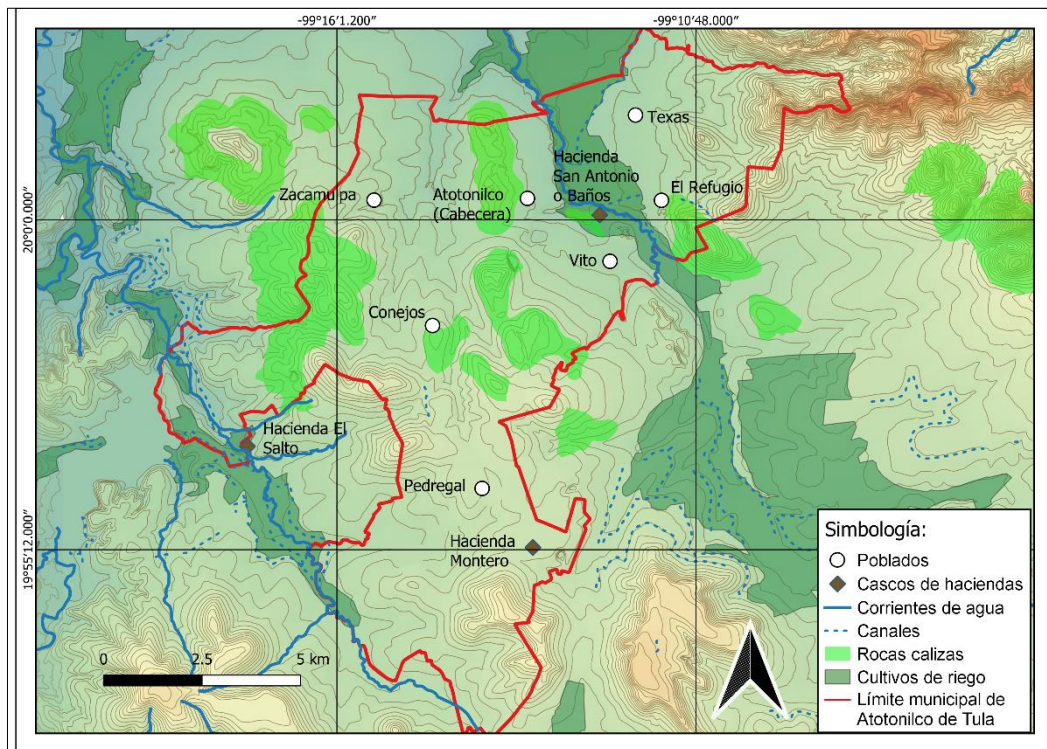 -99°16′1.200″
-99°10′48.000″
Texas
Hacienda
San Antonio
o Baños
El Refugio
Zacamulpa
Atotonilco
(Cabecera)
20°0′0.000″
Vito
Conejos
Hacienda El
Salto
Pedregal
Hacienda
Montero
19°55′12.000″
Simbología:
Poblados
Cascos de haciendas
Corrientes de agua
Canales
Rocas calizas
Cultivos de riego
Límite municipal de
Atotonilco de Tula
0 2.5 5 km